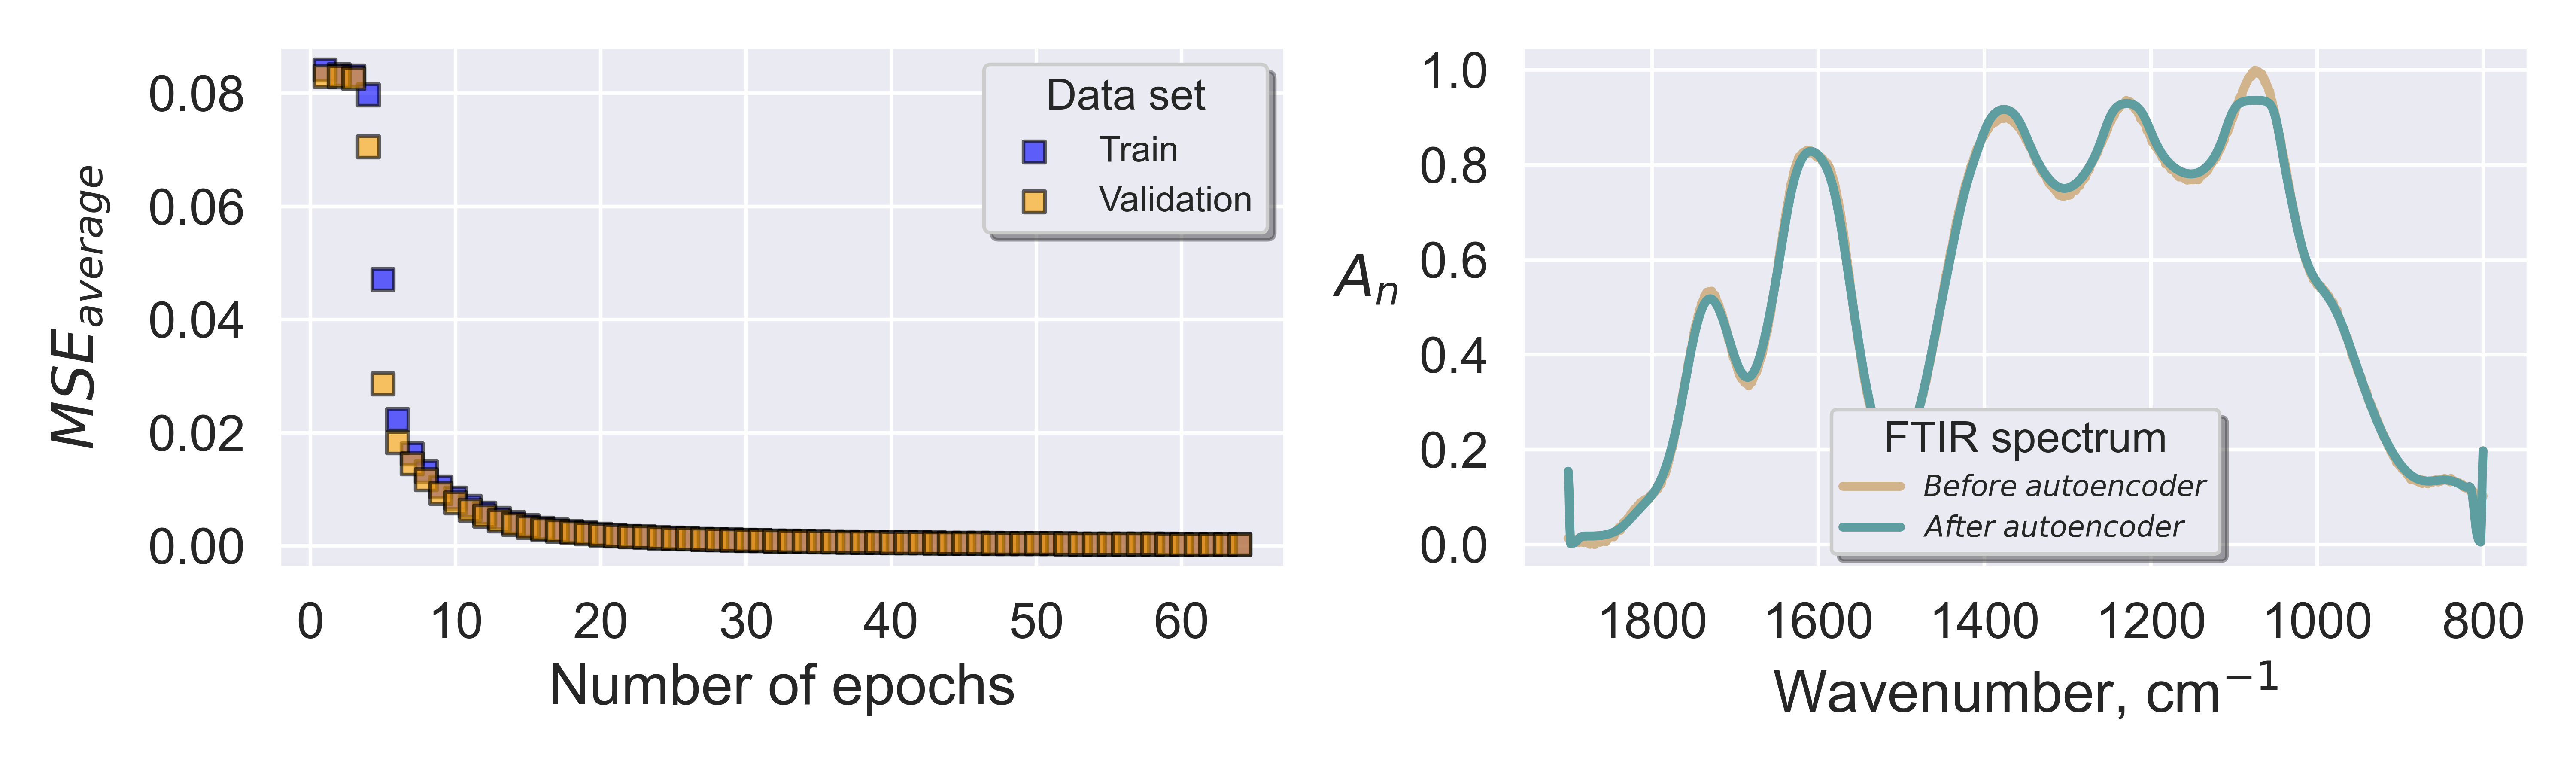 MSE_average
0.08
0.06
0.04
0.02
0.00
Data set
Train
Validation
0 10 20 30 40 50 60
Number of epochs
A_n
1.0
0.8
0.6
0.4
0.2
0.0
FTIR spectrum
Before autoencoder
After autoencoder
1800 1600 1400 1200 1000 800
Wavenumber, cm⁻¹